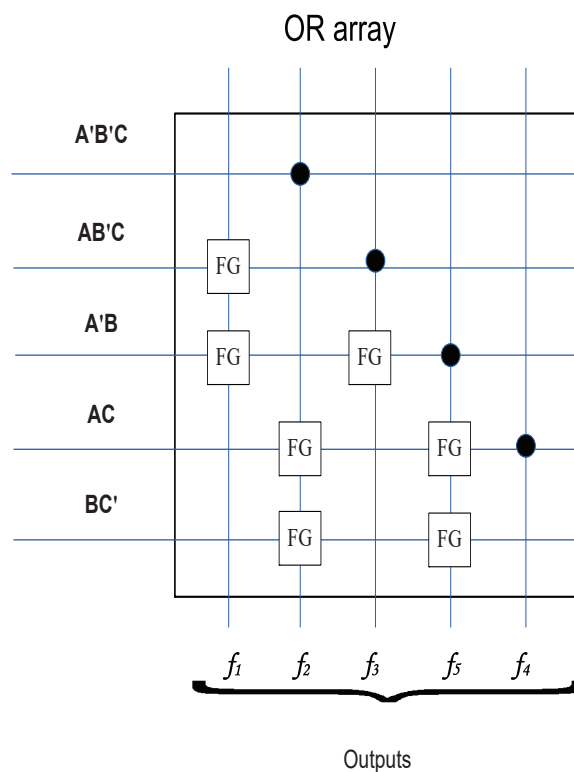 OR array
A'B'C
AB'C
FG
A'B
FG FG
AC
FG FG
BC'
FG FG
f1 f2 f3 f5 f4
Outputs